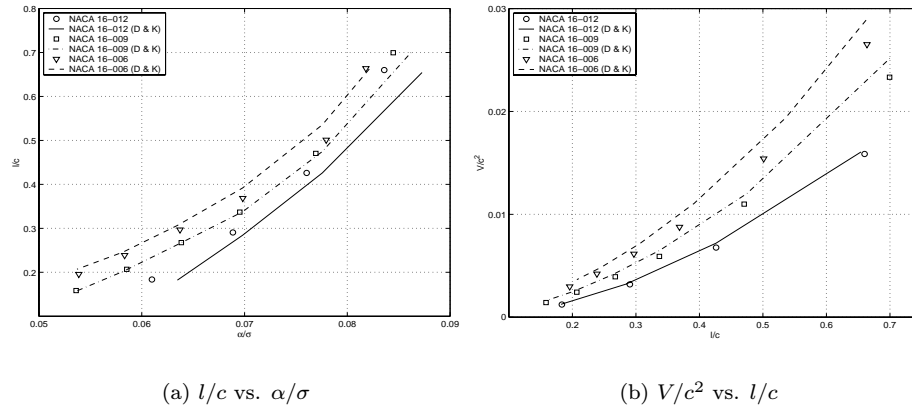 NACA 16−012
NACA 16−012 (D & K)
NACA 16−009
NACA 16−009 (D & K)
NACA 16−006
NACA 16−006 (D & K)
0.8
0.7
0.6
0.5
0.4
0.3
0.2
0.1
l/c
0.05
0.06
0.07
0.08
0.09
α/σ
(a) l/c vs. α/σ
NACA 16−012
NACA 16−012 (D & K)
NACA 16−009
NACA 16−009 (D & K)
NACA 16−006
NACA 16−006 (D & K)
0.03
0.02
0.01
0
V/c²
0.2
0.3
0.4
0.5
0.6
0.7
l/c
(b) V/c² vs. l/c